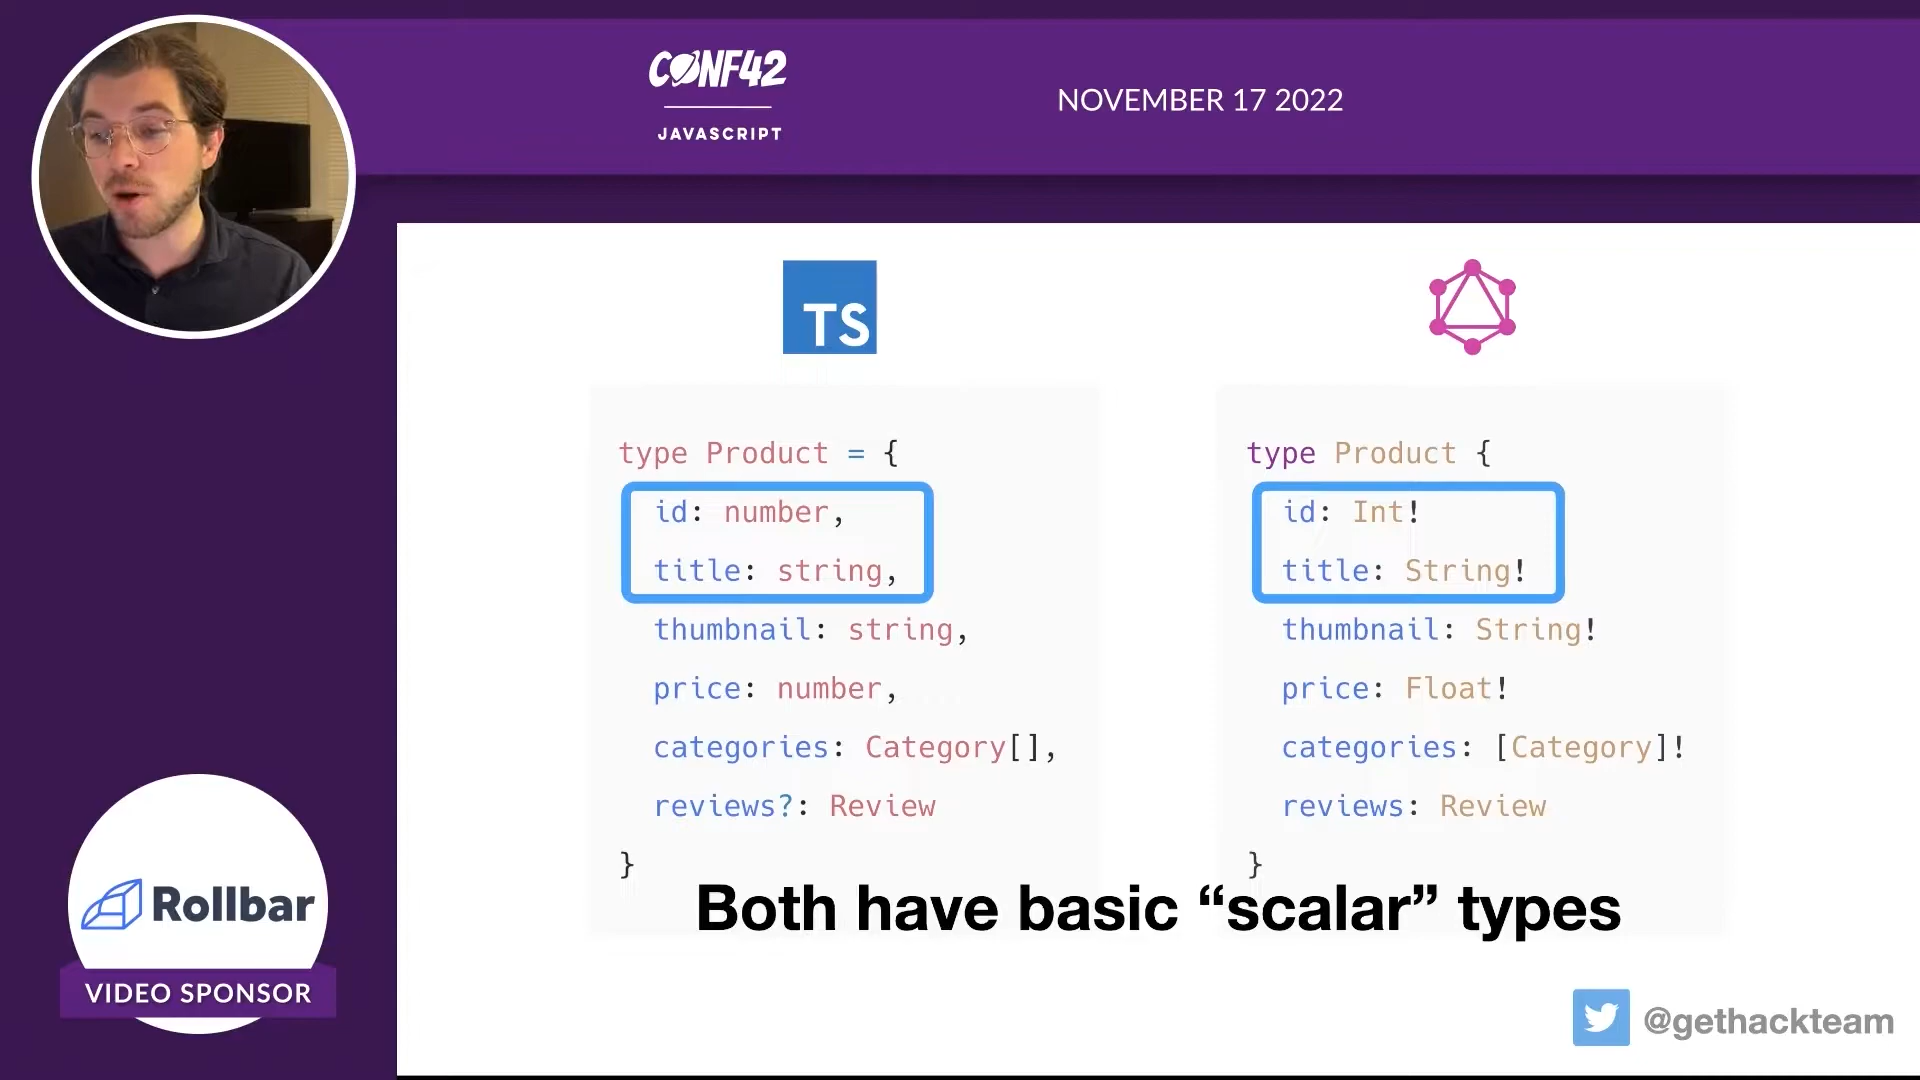 CONF42
JAVASCRIPT
NOVEMBER 17 2022
TS
type Product = {
id: number,
title: string,
thumbnail: string,
price: number,
categories: Category[],
reviews?: Review
}
type Product {
id: Int!
title: String!
thumbnail: String!
price: Float!
categories: [Category]!
reviews: Review
}
Both have basic “scalar” types
Rollbar
VIDEO SPONSOR
@gethackteam